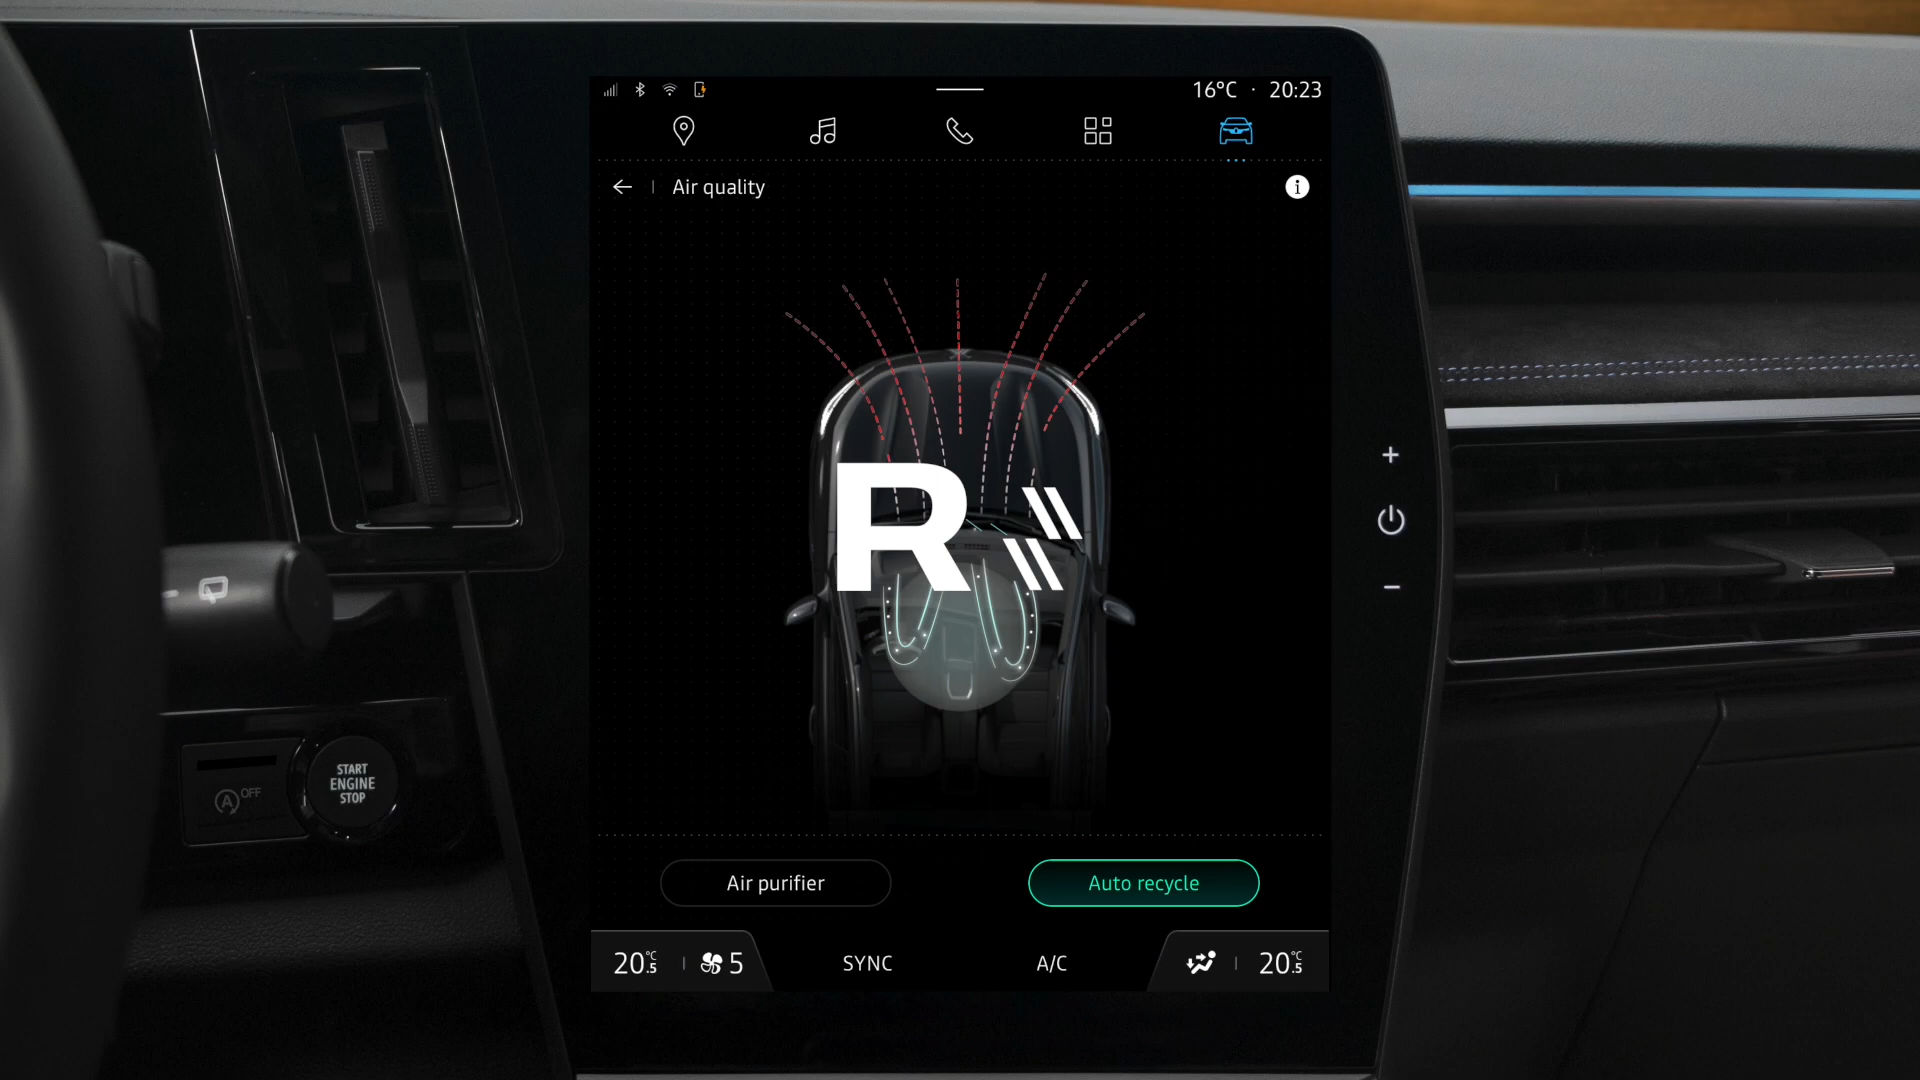 16°C · 20:23
Air quality
R
START
ENGINE
STOP
A OFF
Air purifier
Auto recycle
20.5 °C
5
SYNC
A/C
20.5 °C